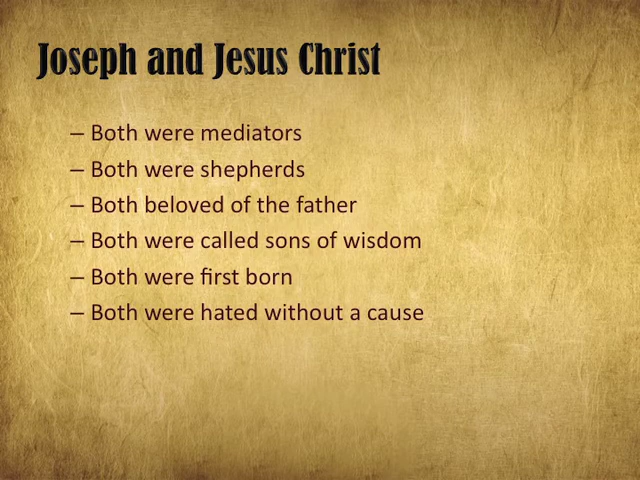 Joseph and Jesus Christ
– Both were mediators
– Both were shepherds
– Both beloved of the father
– Both were called sons of wisdom
– Both were first born
– Both were hated without a cause